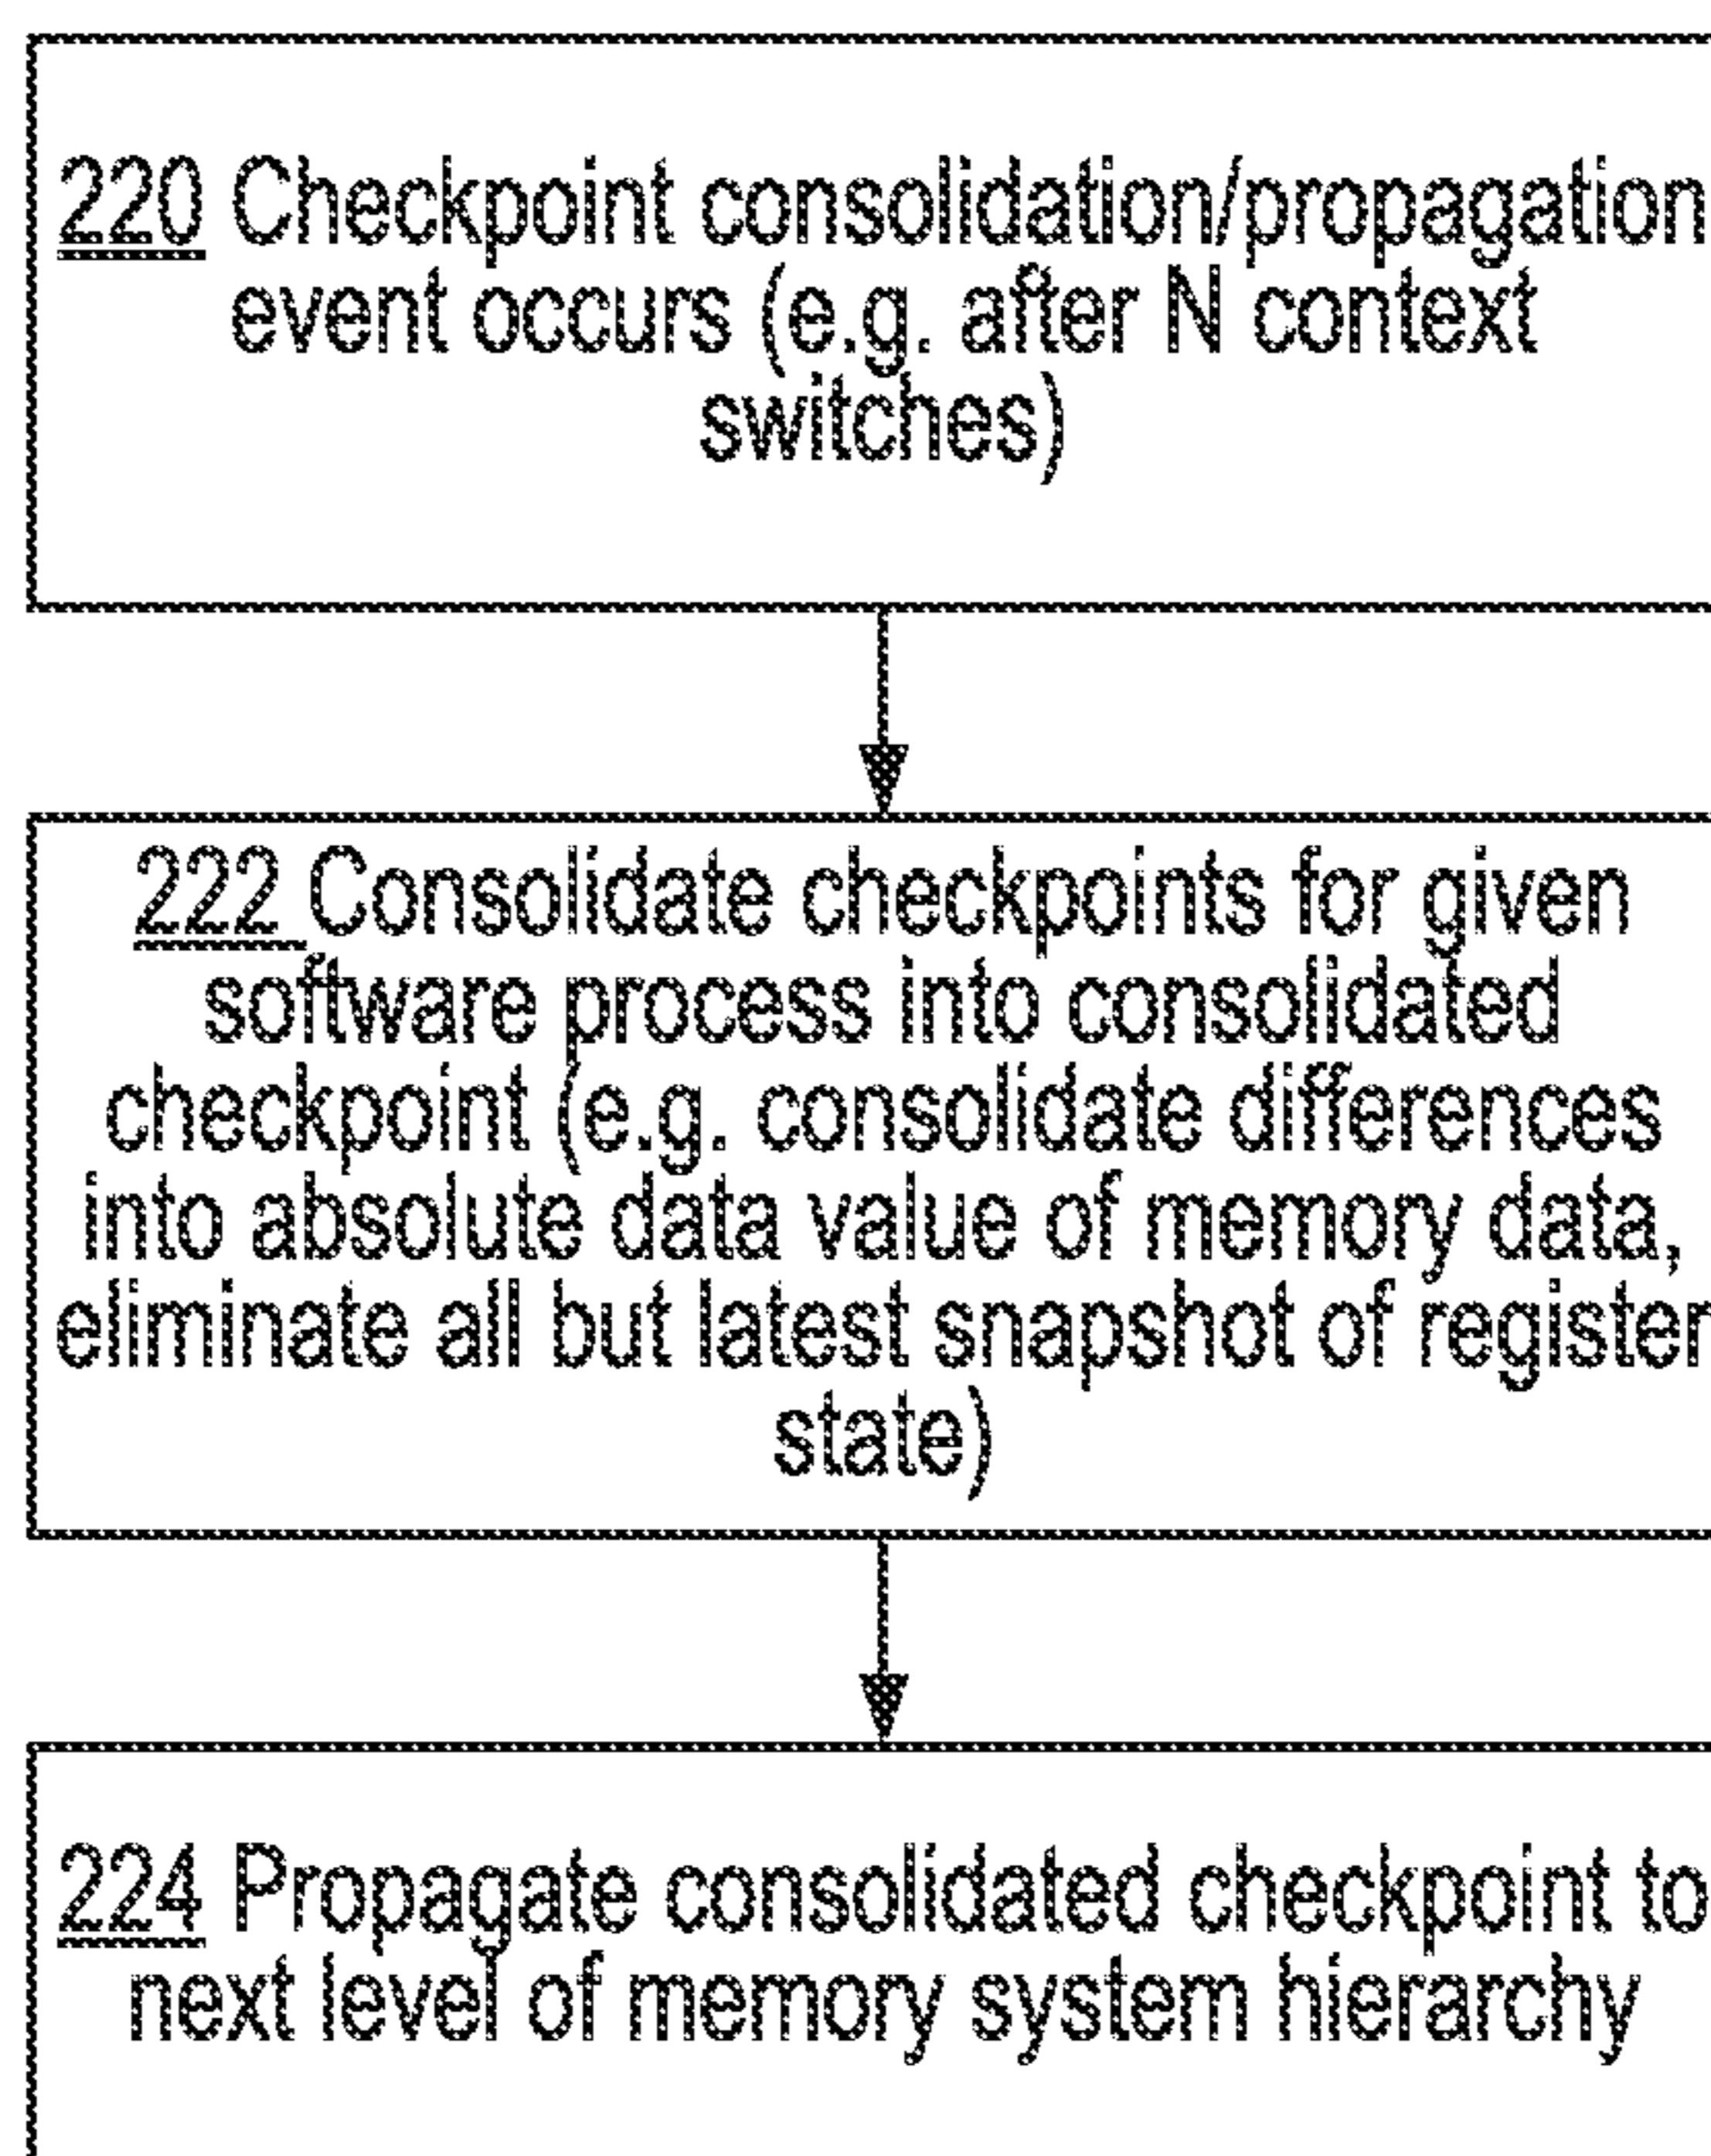 220 Checkpoint consolidation/propagation
event occurs (e.g. after N context
switches)
222 Consolidate checkpoints for given
software process into consolidated
checkpoint (e.g. consolidate differences
into absolute data value of memory data,
eliminate all but latest snapshot of register
state)
224 Propagate consolidated checkpoint to
next level of memory system hierarchy